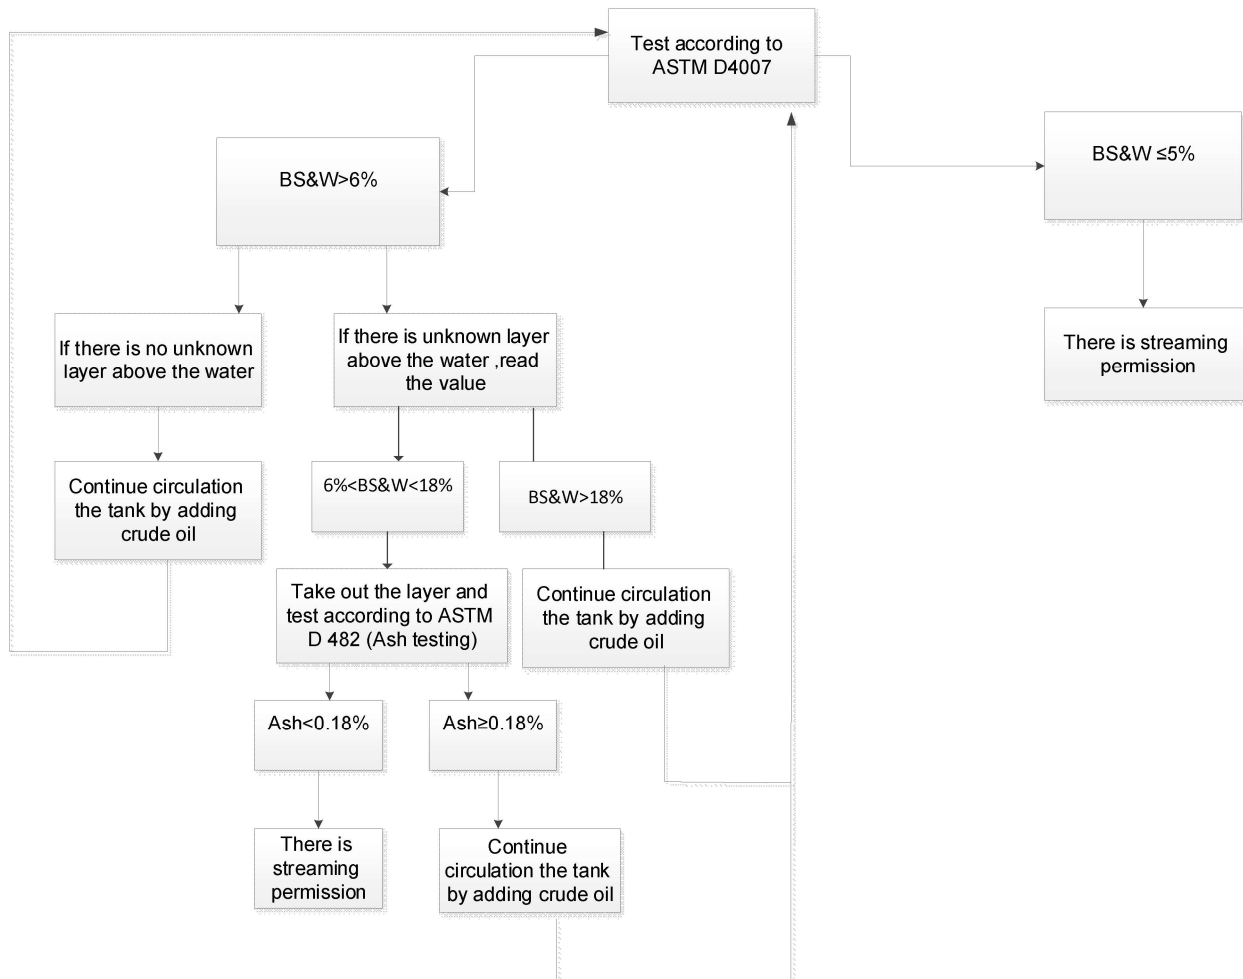 Test according to
ASTM D4007
BS&W>6%
BS&W ≤5%
If there is no unknown
layer above the water
If there is unknown layer
above the water ,read
the value
There is streaming
permission
Continue circulation
the tank by adding
crude oil
6%<BS&W<18%
BS&W>18%
Take out the layer and
test according to ASTM
D 482 (Ash testing)
Continue circulation
the tank by adding
crude oil
Ash<0.18%
Ash≥0.18%
There is
streaming
permission
Continue
circulation the tank
by adding crude oil